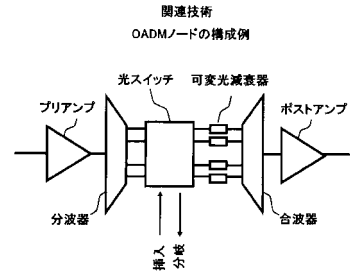 関連技術
OADMノードの構成例
光スイッチ
可変光減衰器
プリアンプ
ポストアンプ
分波器
合波器
挿入
分岐